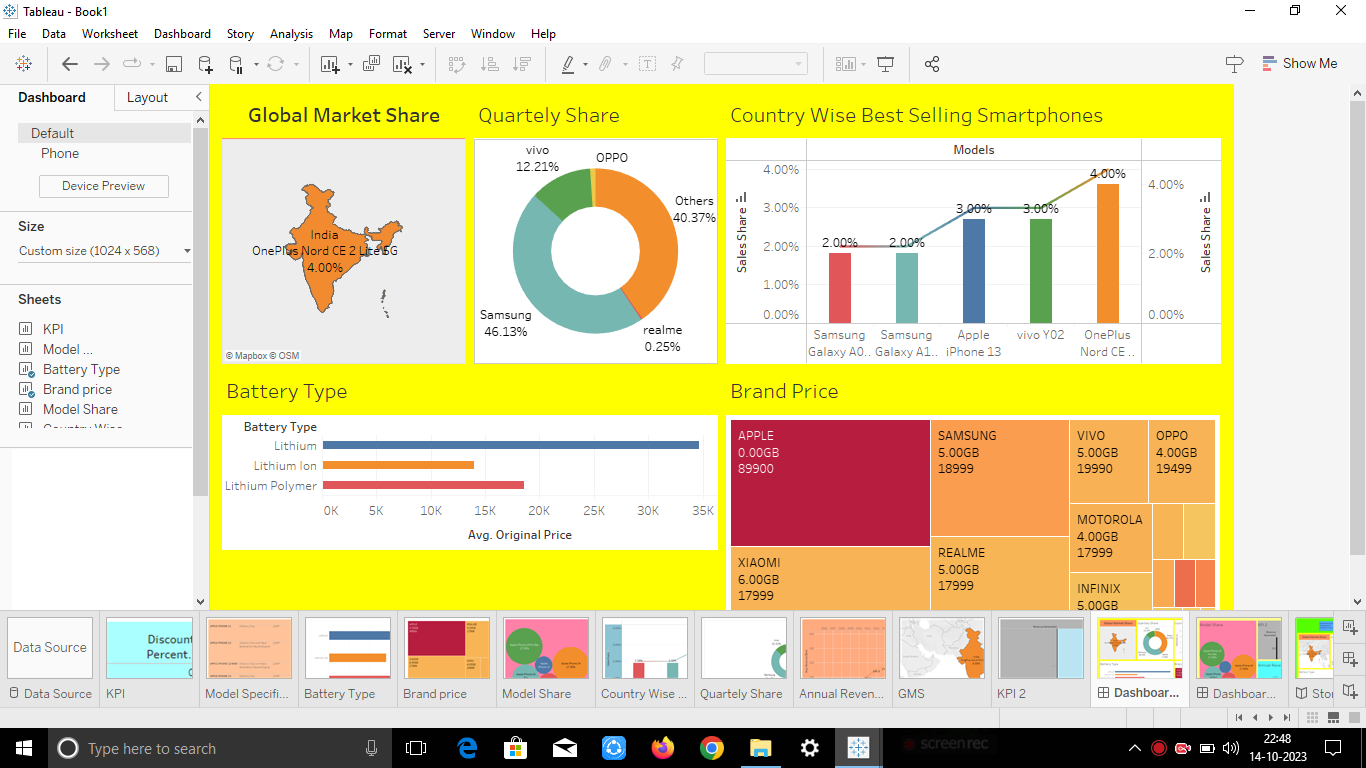 Tableau - Book1
File Data Worksheet Dashboard Story Analysis Map Format Server Window Help
Show Me
Dashboard Layout
Default
Phone
Device Preview
Size
Custom size (1024 x 568)
Sheets
KPI
Model ...
Battery Type
Brand price
Model Share
Global Market Share
India
OnePlus Nord CE 2 Lite 5G
4.00%
© Mapbox © OSM
Quartely Share
vivo
12.21%
OPPO
Others
40.37%
Samsung
46.13%
realme
0.25%
Country Wise Best Selling Smartphones
Models
4.00%
3.00%
2.00%
1.00%
0.00%
Sales Share
2.00%
2.00%
3.00%
3.00%
4.00%
4.00%
2.00%
0.00%
Sales Share
Samsung
Galaxy A0..
Samsung
Galaxy A1..
Apple
iPhone 13
vivo Y02
OnePlus
Nord CE ..
Battery Type
Battery Type
Lithium
Lithium Ion
Lithium Polymer
0K 5K 10K 15K 20K 25K 30K 35K
Avg. Original Price
Brand Price
APPLE
0.00GB
89900
SAMSUNG
5.00GB
18999
VIVO
5.00GB
19990
OPPO
4.00GB
19499
MOTOROLA
4.00GB
17999
XIAOMI
6.00GB
17999
REALME
5.00GB
17999
INFINIX
5.00GB
Data Source
Discount
Percent..
Data Source KPI Model Specifi... Battery Type Brand price Model Share Country Wise ... Quartely Share Annual Reven... GMS KPI 2 Dashboar... Dashboar... Stor
Type here to search
screenrec
22:48
14-10-2023